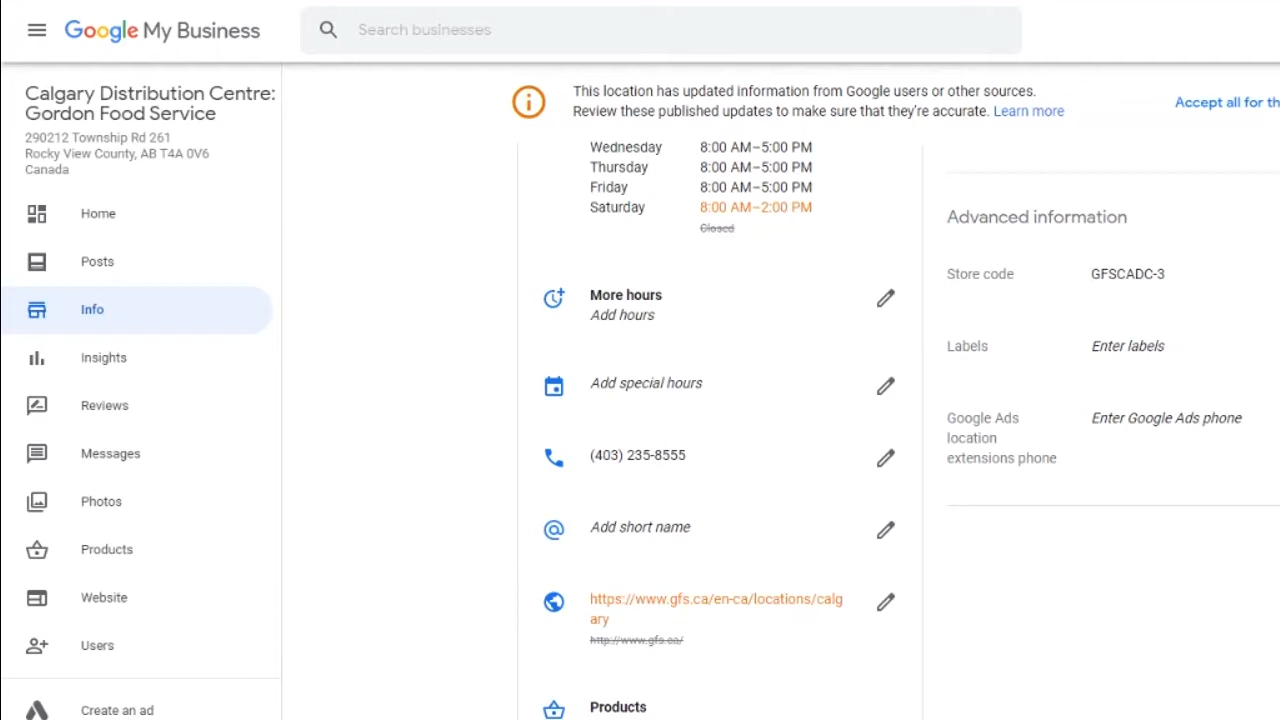 Google My Business
Search businesses
Calgary Distribution Centre:
Gordon Food Service
290212 Township Rd 261
Rocky View County, AB T4A 0V6
Canada
Home
Posts
Info
Insights
Reviews
Messages
Photos
Products
Website
Users
Create an ad
This location has updated information from Google users or other sources.
Review these published updates to make sure that they're accurate. Learn more
Accept all for th
Wednesday 8:00 AM–5:00 PM
Thursday 8:00 AM–5:00 PM
Friday 8:00 AM–5:00 PM
Saturday 8:00 AM–2:00 PM
Closed
More hours
Add hours
Add special hours
(403) 235-8555
Add short name
https://www.gfs.ca/en-ca/locations/calg
ary
http://www.gfs.ca/
Products
Advanced information
Store code GFSCADC-3
Labels Enter labels
Google Ads Enter Google Ads phone
location
extensions phone